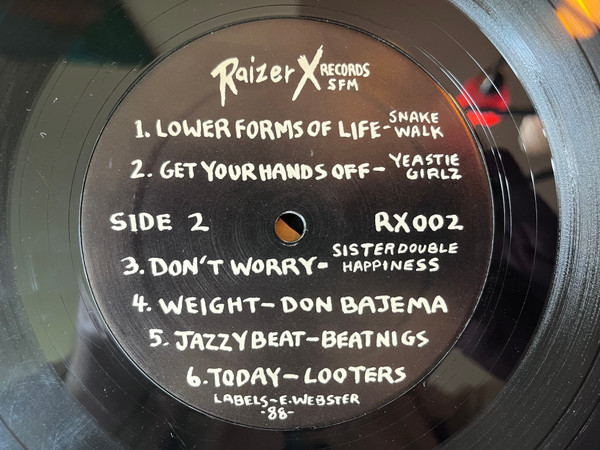 Raizer X RECORDS SFM
1. LOWER FORMS OF LIFE - SNAKE WALK
2. GET YOUR HANDS OFF - YEASTIE GIRLZ
SIDE 2 RX002
3. DON'T WORRY - SISTER DOUBLE HAPPINESS
4. WEIGHT - DON BAJEMA
5. JAZZY BEAT - BEATNIGS
6. TODAY - LOOTERS
LABELS - E. WEBSTER
-88-